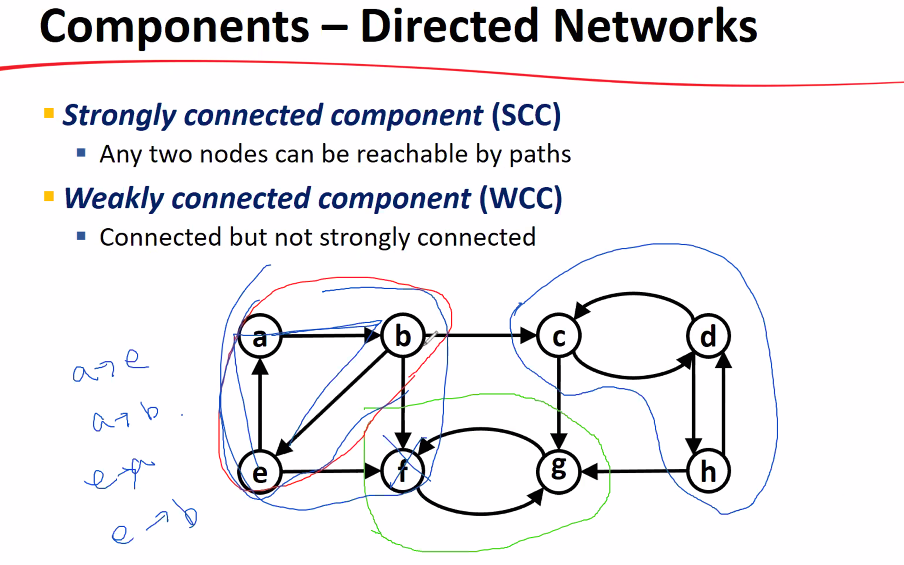 Components – Directed Networks
Strongly connected component (SCC)
Any two nodes can be reachable by paths
Weakly connected component (WCC)
Connected but not strongly connected
a b c d
a→e
a→b .
e f g h
e→b